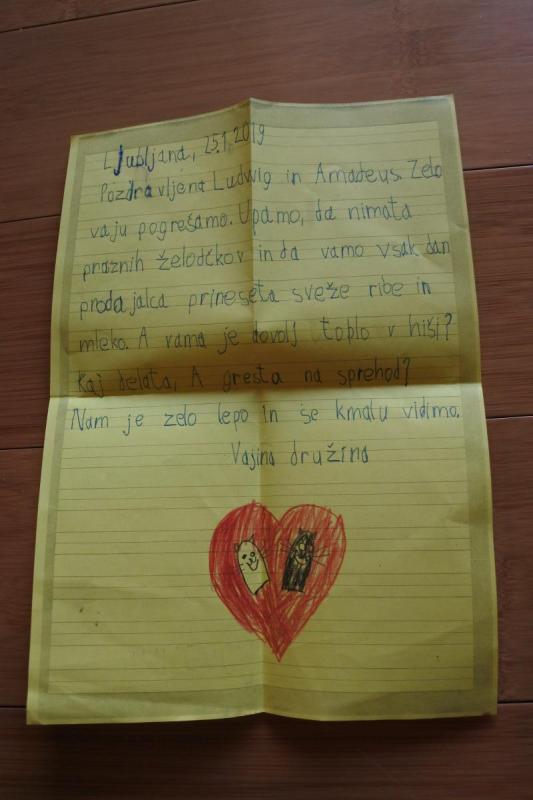 Ljubljana, 25.1.2019
Pozdravljena Ludwig in Amadeus. Zelo
vaju pogrešamo. Upamo, da nimata
praznih želodčkov in da vamo vsak dan
prodajalca prineseta sveže ribe in
mleko. A vama je dovolj toplo v hiši?
Kaj delata, A gresta na sprehod?
Nam je zelo lepo in se kmalu vidimo.
Vajina družina